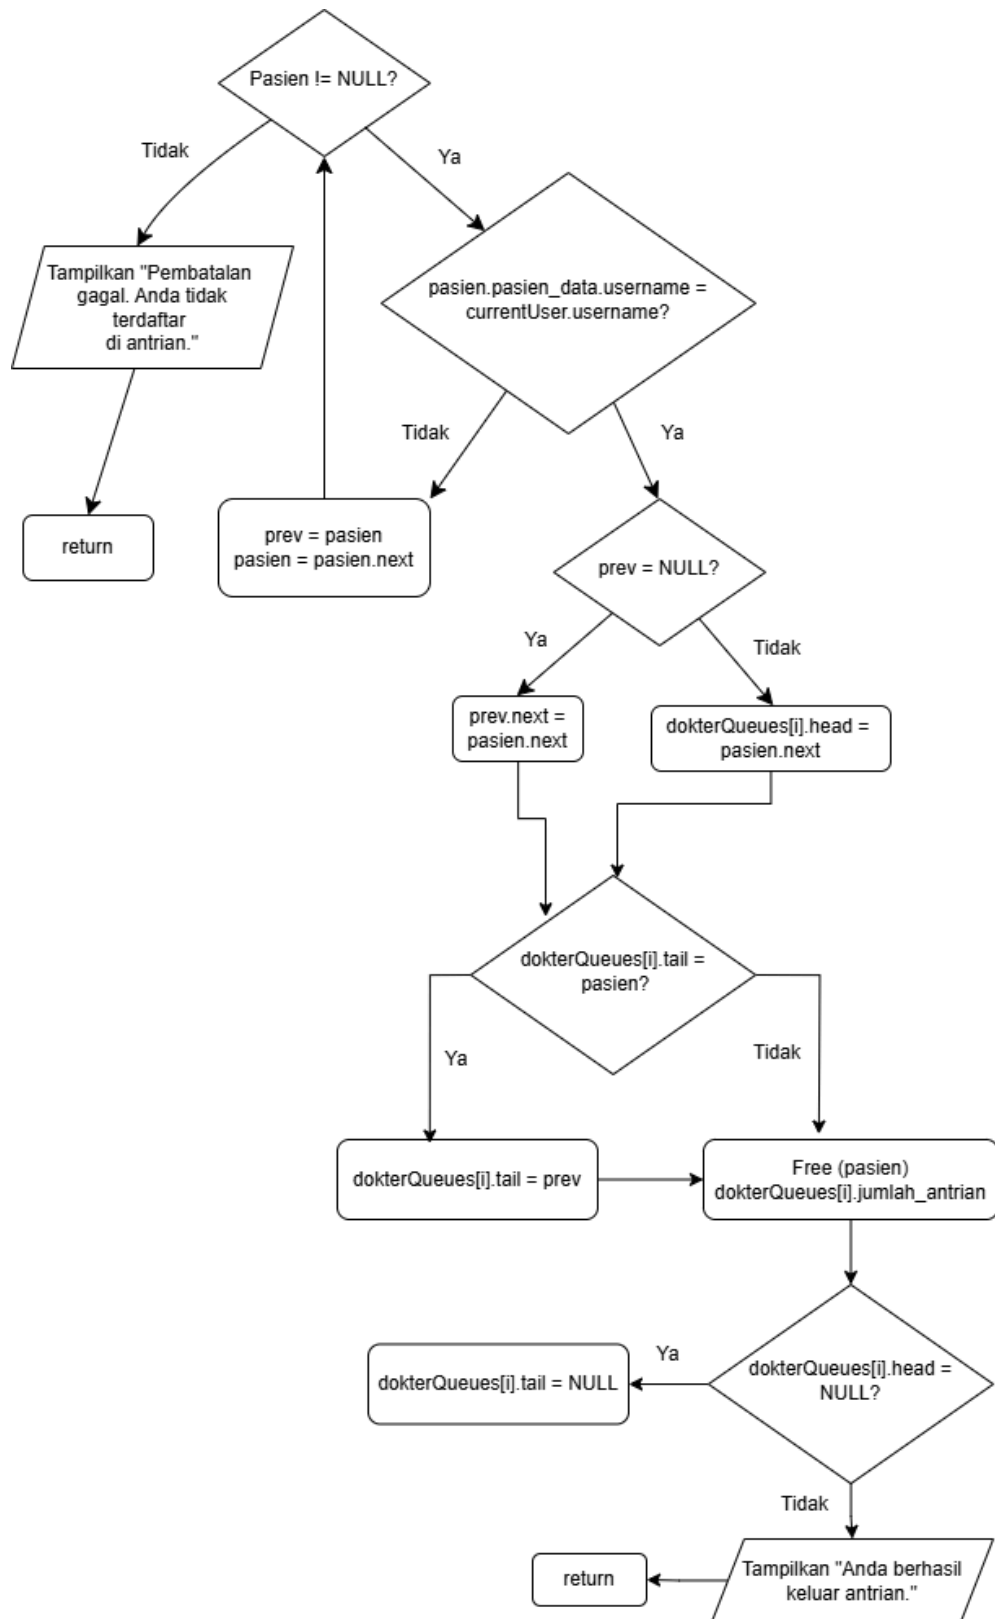 Pasien != NULL?
Tidak
Ya
Tampilkan "Pembatalan
gagal. Anda tidak
terdaftar
di antrian."
pasien.pasien_data.username =
currentUser.username?
Tidak
Ya
return
prev = pasien
pasien = pasien.next
prev = NULL?
Ya
Tidak
prev.next =
pasien.next
dokterQueues[i].head =
pasien.next
dokterQueues[i].tail =
pasien?
Ya
Tidak
dokterQueues[i].tail = prev
Free (pasien)
dokterQueues[i].jumlah_antrian
Ya
dokterQueues[i].tail = NULL
dokterQueues[i].head =
NULL?
Tidak
return
Tampilkan "Anda berhasil
keluar antrian."